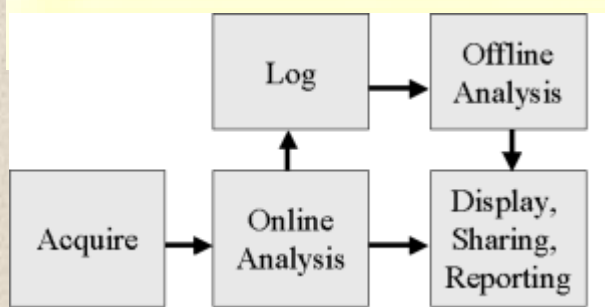 Log
Offline
Analysis
Acquire
Online
Analysis
Display,
Sharing,
Reporting